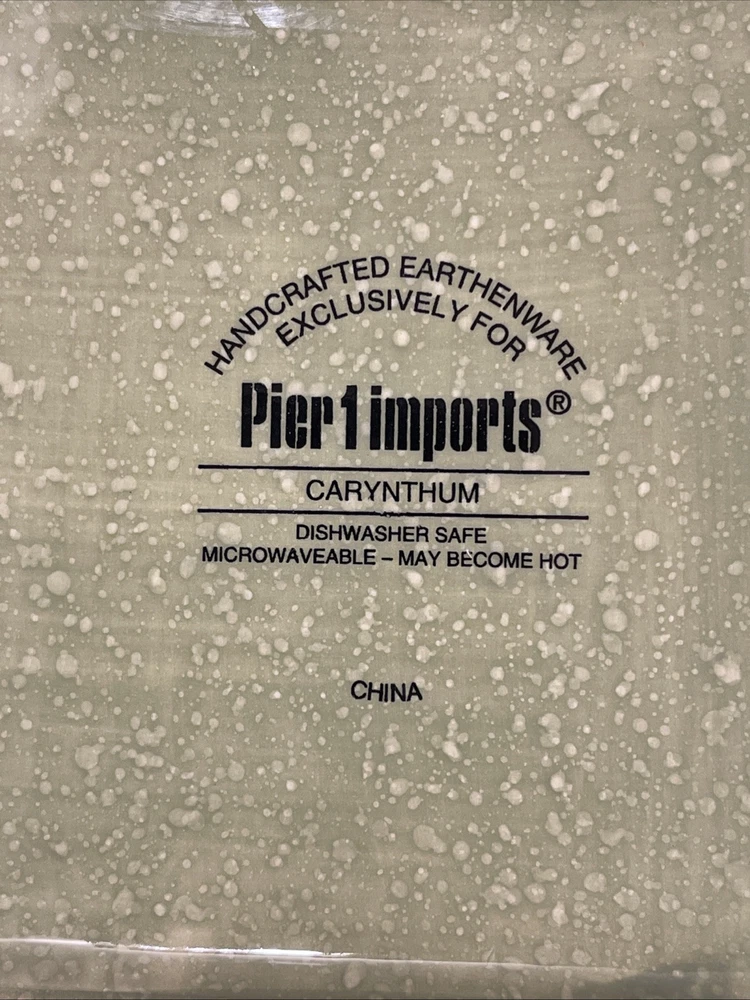 HANDCRAFTED EARTHENWARE
EXCLUSIVELY FOR
Pier 1 imports®
CARYNTHUM
DISHWASHER SAFE
MICROWAVEABLE – MAY BECOME HOT
CHINA